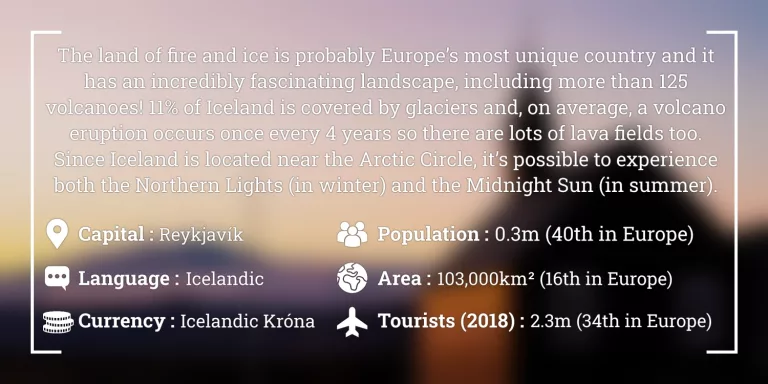 The land of fire and ice is probably Europe's most unique country and it
has an incredibly fascinating landscape, including more than 125
volcanoes! 11% of Iceland is covered by glaciers and, on average, a volcano
eruption occurs once every 4 years so there are lots of lava fields too.
Since Iceland is located near the Arctic Circle, it's possible to experience
both the Northern Lights (in winter) and the Midnight Sun (in summer).
Capital : Reykjavik
Population : 0.3m (40th in Europe)
Language : Icelandic
Area : 103,000km² (16th in Europe)
Currency : Icelandic Króna
Tourists (2018) : 2.3m (34th in Europe)